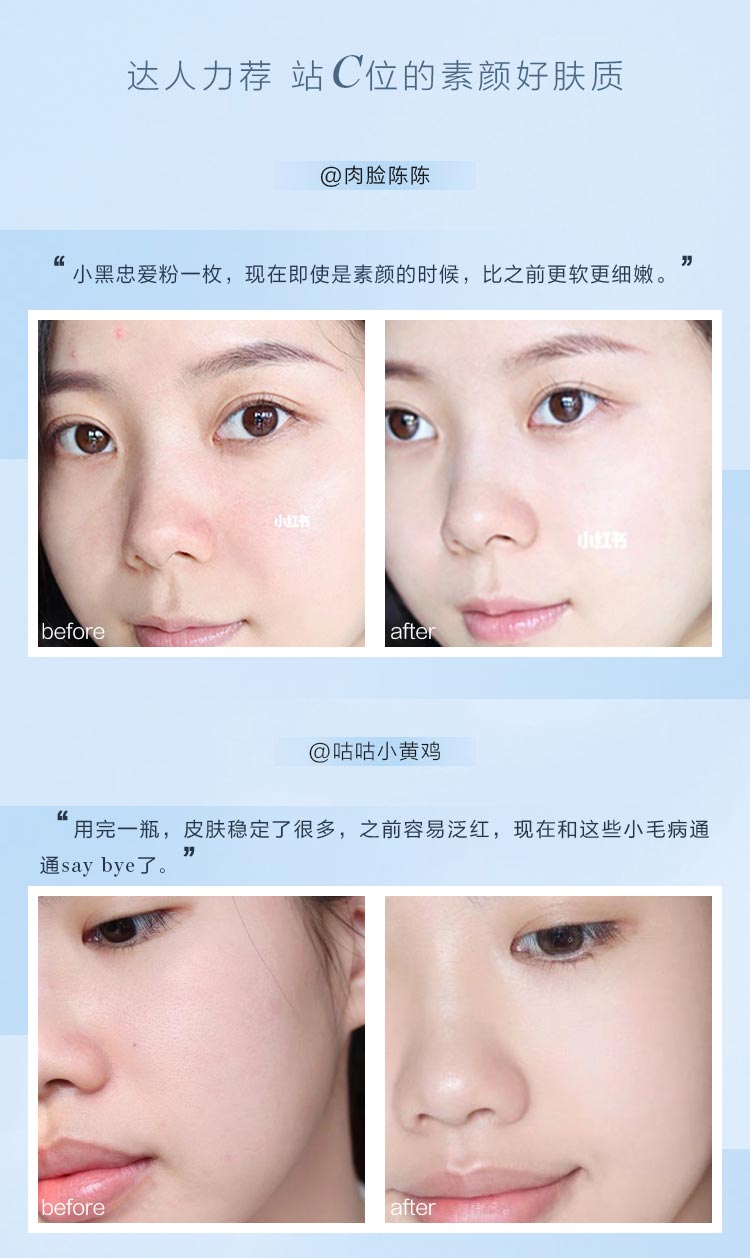 达人力荐 站C位的素颜好肤质
@肉脸陈陈
“小黑忠爱粉一枚，现在即使是素颜的时候，比之前更软更细嫩。”
小红书
小红书
before
after
@咕咕小黄鸡
“用完一瓶，皮肤稳定了很多，之前容易泛红，现在和这些小毛病通
通say bye了。”
before
after